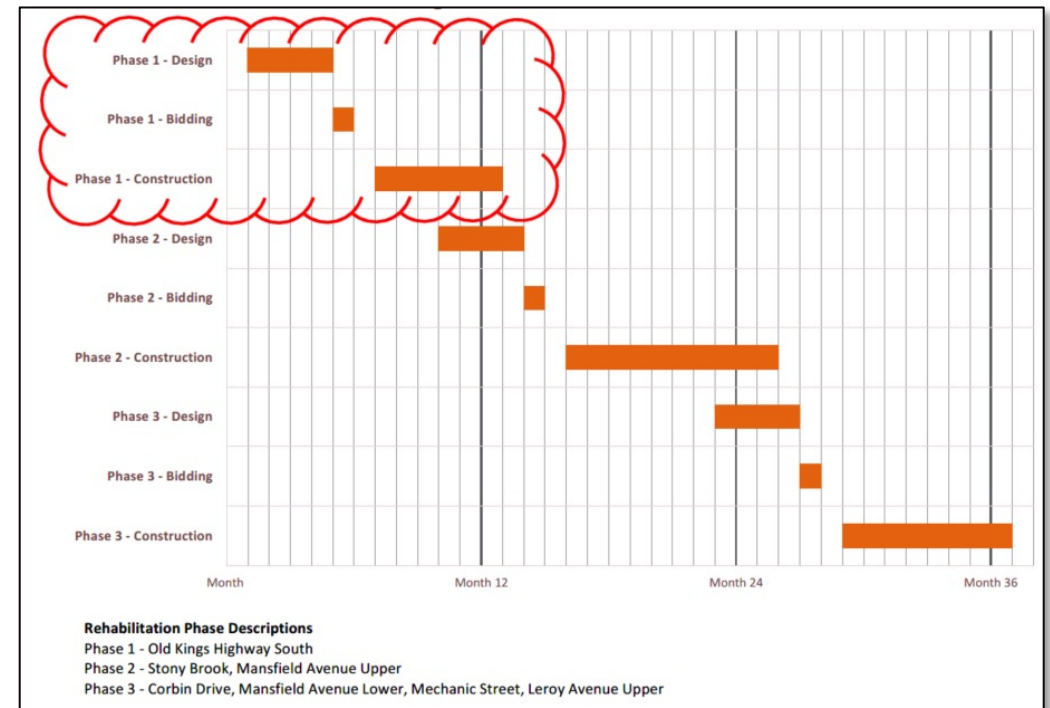 Phase 1 - Design
Phase 1 - Bidding
Phase 1 - Construction
Phase 2 - Design
Phase 2 - Bidding
Phase 2 - Construction
Phase 3 - Design
Phase 3 - Bidding
Phase 3 - Construction
Month Month 12 Month 24 Month 36
Rehabilitation Phase Descriptions
Phase 1 - Old Kings Highway South
Phase 2 - Stony Brook, Mansfield Avenue Upper
Phase 3 - Corbin Drive, Mansfield Avenue Lower, Mechanic Street, Leroy Avenue Upper